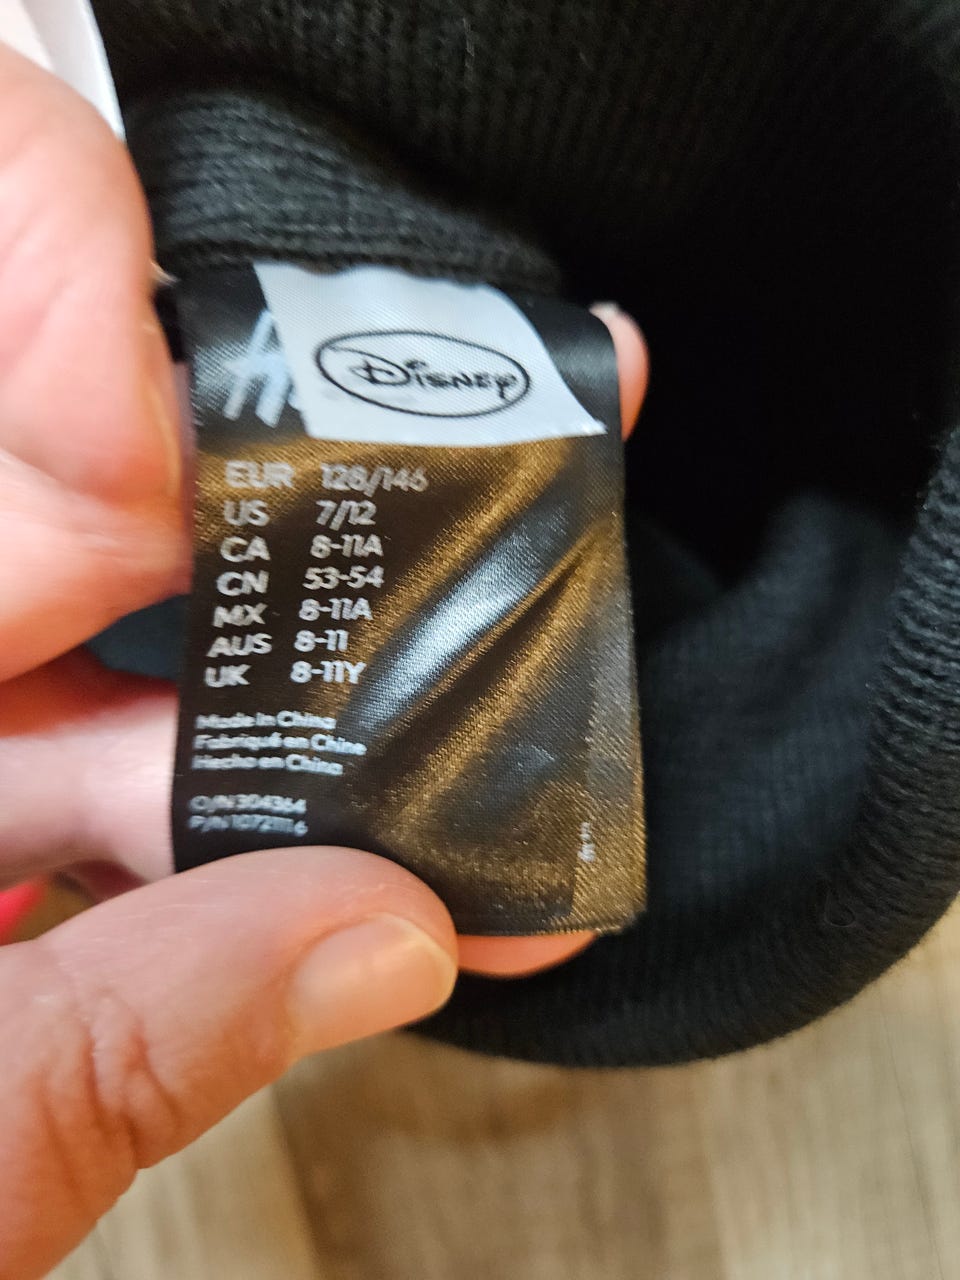 H
Disney
EUR 128/146
US 7/12
CA 8-11A
CN 53-54
MX 8-11A
AUS 8-11
UK 8-11Y
Made in China
Fabriqué en Chine
Hecho en China
O/N 304364